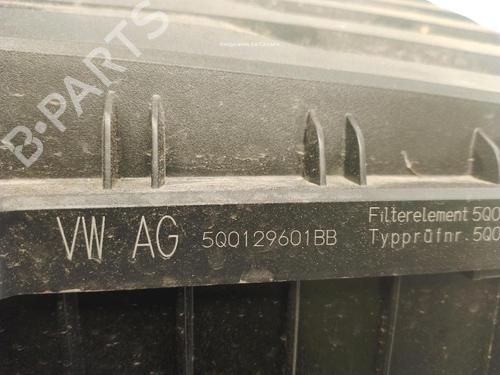 B-PARTS
VW AG 5Q0129601BB
Filterelement 5Q0
Typprüfnr. 5Q0